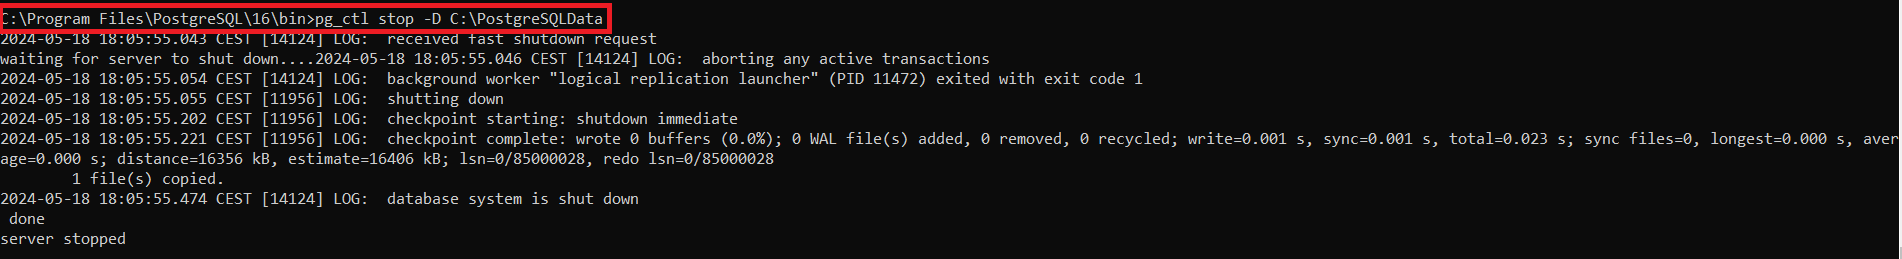 C:\Program Files\PostgreSQL\16\bin>pg_ctl stop -D C:\PostgreSQLData
2024-05-18 18:05:55.043 CEST [14124] LOG:  received fast shutdown request
waiting for server to shut down....2024-05-18 18:05:55.046 CEST [14124] LOG:  aborting any active transactions
2024-05-18 18:05:55.054 CEST [14124] LOG:  background worker "logical replication launcher" (PID 11472) exited with exit code 1
2024-05-18 18:05:55.055 CEST [11956] LOG:  shutting down
2024-05-18 18:05:55.202 CEST [11956] LOG:  checkpoint starting: shutdown immediate
2024-05-18 18:05:55.221 CEST [11956] LOG:  checkpoint complete: wrote 0 buffers (0.0%); 0 WAL file(s) added, 0 removed, 0 recycled; write=0.001 s, sync=0.001 s, total=0.023 s; sync files=0, longest=0.000 s, aver
age=0.000 s; distance=16356 kB, estimate=16406 kB; lsn=0/85000028, redo lsn=0/85000028
        1 file(s) copied.
2024-05-18 18:05:55.474 CEST [14124] LOG:  database system is shut down
 done
server stopped